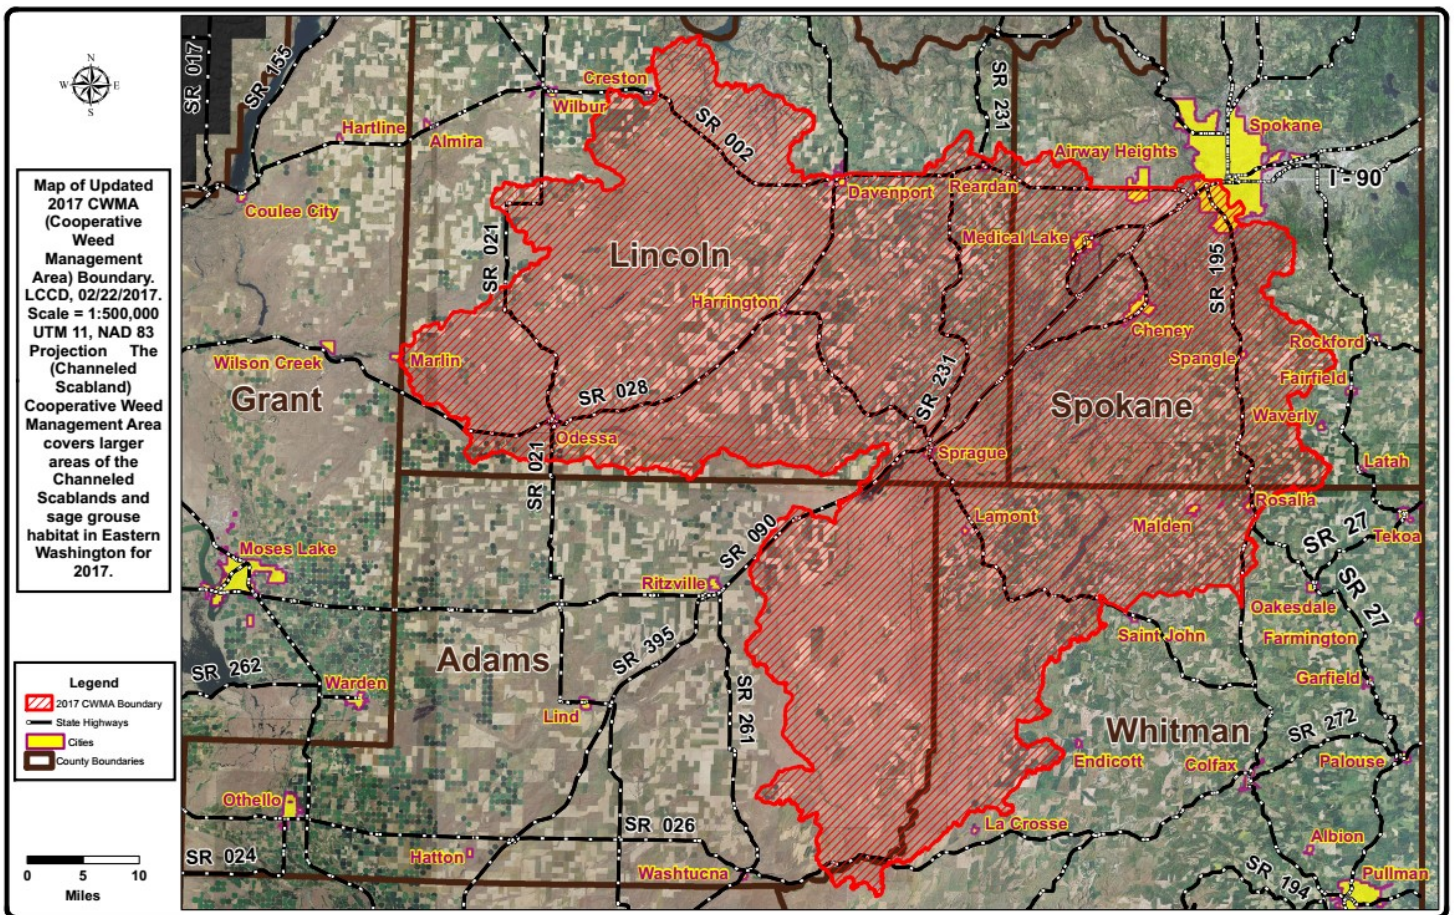 N
W E
S
Map of Updated
2017 CWMA
(Cooperative
Weed
Management
Area) Boundary.
LCCD, 02/22/2017.
Scale = 1:500,000
UTM 11, NAD 83
Projection The
(Channeled
Scabland)
Cooperative Weed
Management Area
covers larger
areas of the
Channeled
Scablands and
sage grouse
habitat in Eastern
Washington for
2017.
Legend
2017 CWMA Boundary
State Highways
Cities
County Boundaries
0 5 10
Miles
SR 017
SR 155
Creston
Wilbur
SR 231
Hartline
Almira
SR 002
Spokane
Airway Heights
I - 90
Coulee City
Davenport
Reardan
Medical Lake
SR 021
Lincoln
SR 195
Harrington
Cheney
Wilson Creek
Marlin
Spangle
Rockford
Grant
SR 028
SR 231
Fairfield
Spokane
Waverly
Odessa
Sprague
Latah
SR 021
Rosalia
Lamont
Malden
SR 27
Tekoa
Moses Lake
SR 090
Ritzville
Oakesdale
SR 27
Saint John
Farmington
SR 395
Adams
SR 262
Warden
Garfield
SR 261
Lind
Whitman
SR 272
Endicott
Colfax
Palouse
Othello
La Crosse
SR 026
Albion
SR 024
Hatton
Washtucna
SR 194
Pullman